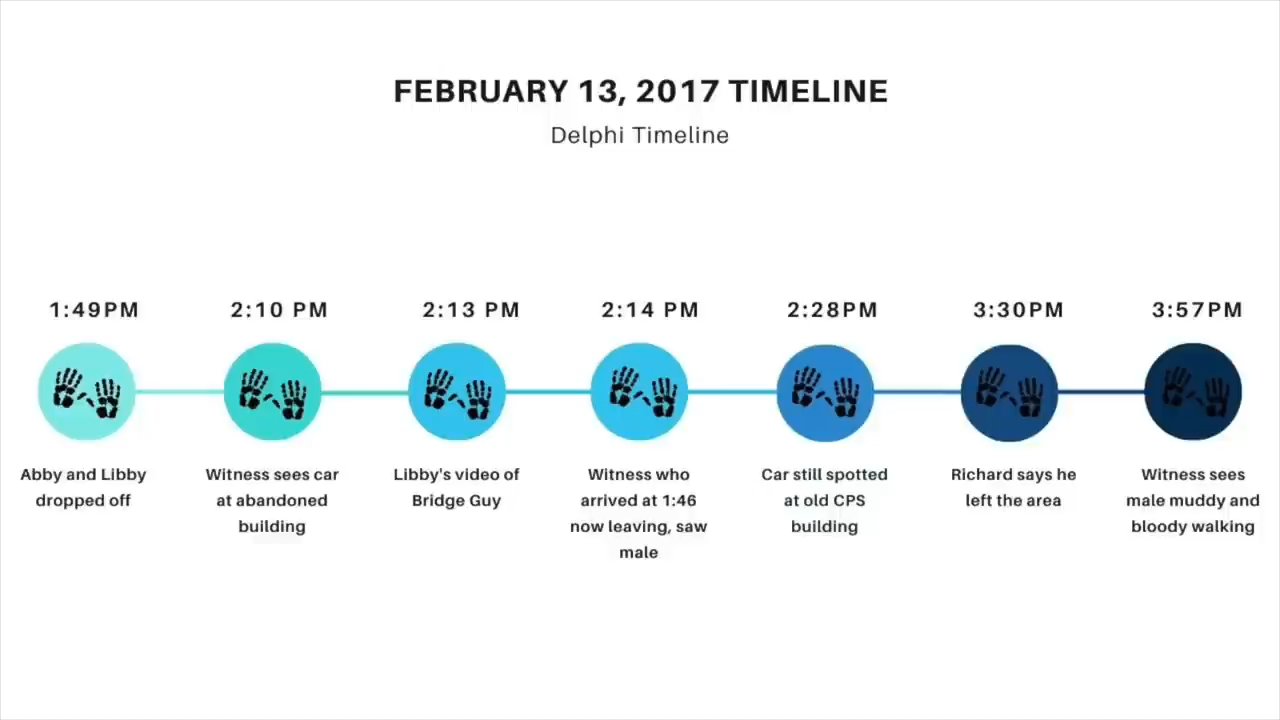 FEBRUARY 13, 2017 TIMELINE
Delphi Timeline
1:49PM
Abby and Libby
dropped off
2:10 PM
Witness sees car
at abandoned
building
2:13 PM
Libby's video of
Bridge Guy
2:14 PM
Witness who
arrived at 1:46
now leaving, saw
male
2:28PM
Car still spotted
at old CPS
building
3:30PM
Richard says he
left the area
3:57PM
Witness sees
male muddy and
bloody walking